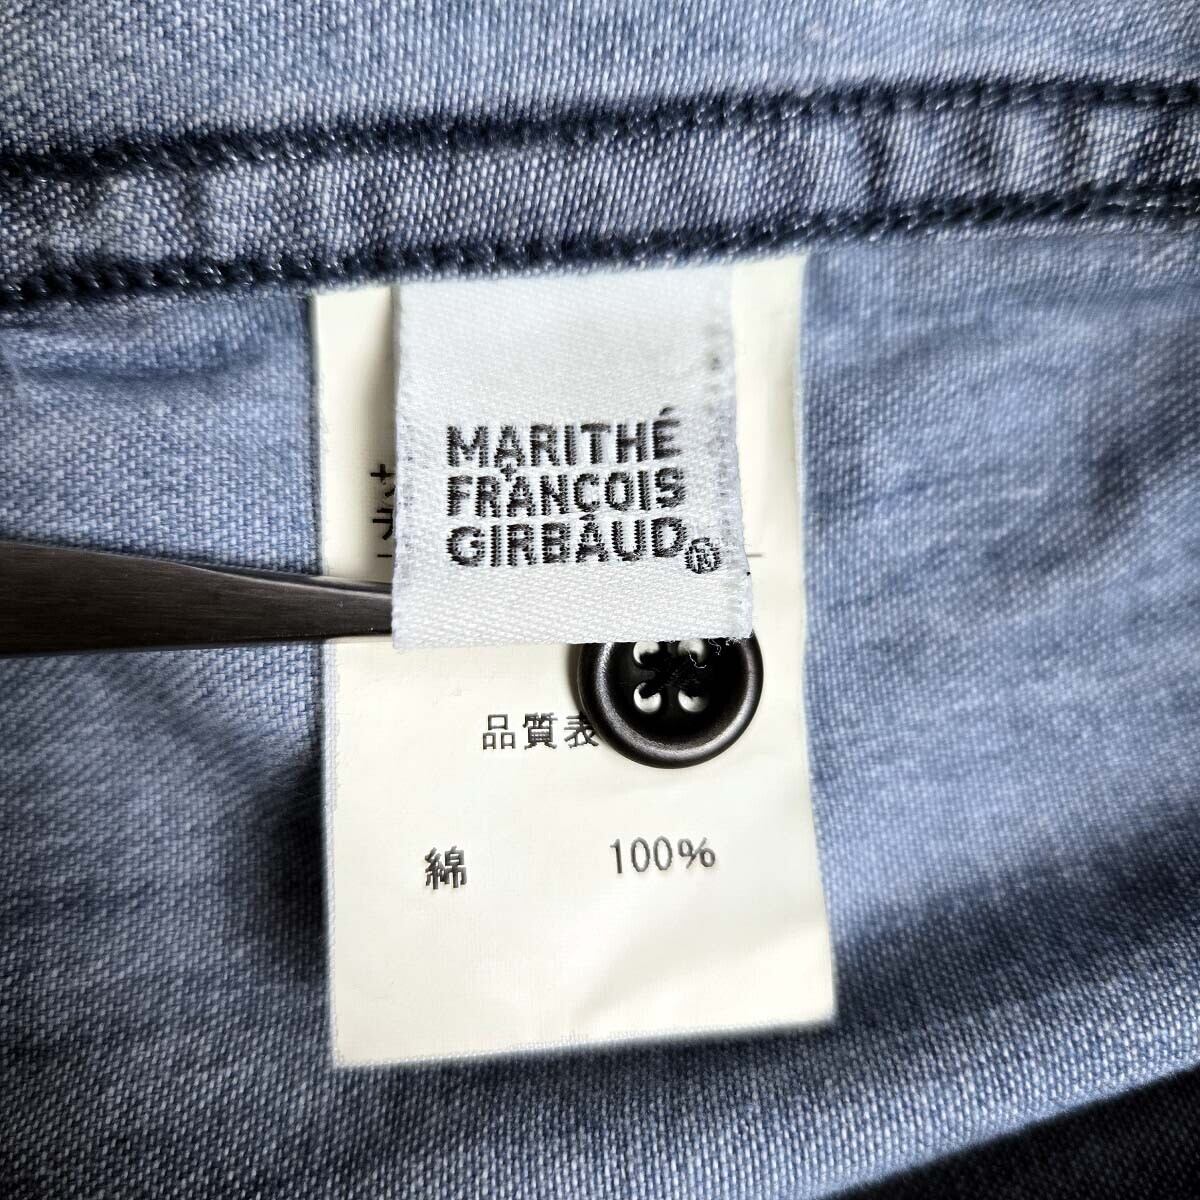 MARITHÉ
+
FRANÇOIS
GIRBAUD®
品質表
綿 100%